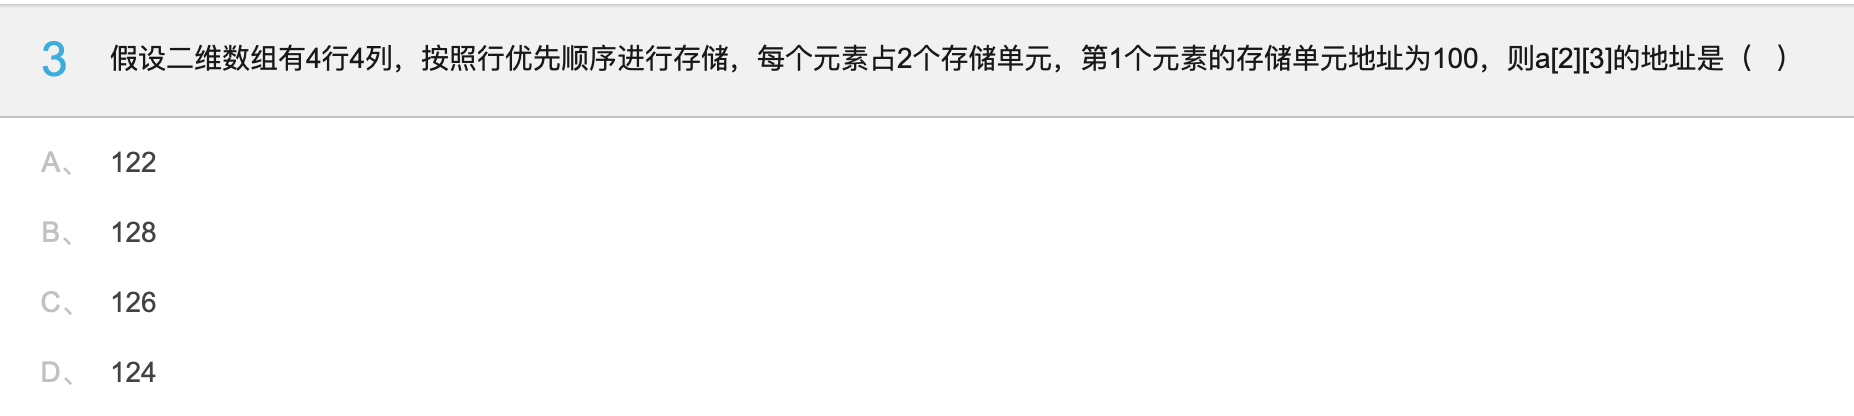 3 假设二维数组有4行4列，按照行优先顺序进行存储，每个元素占2个存储单元，第1个元素的存储单元地址为100，则a[2][3]的地址是（ ）
A、 122
B、 128
C、 126
D、 124